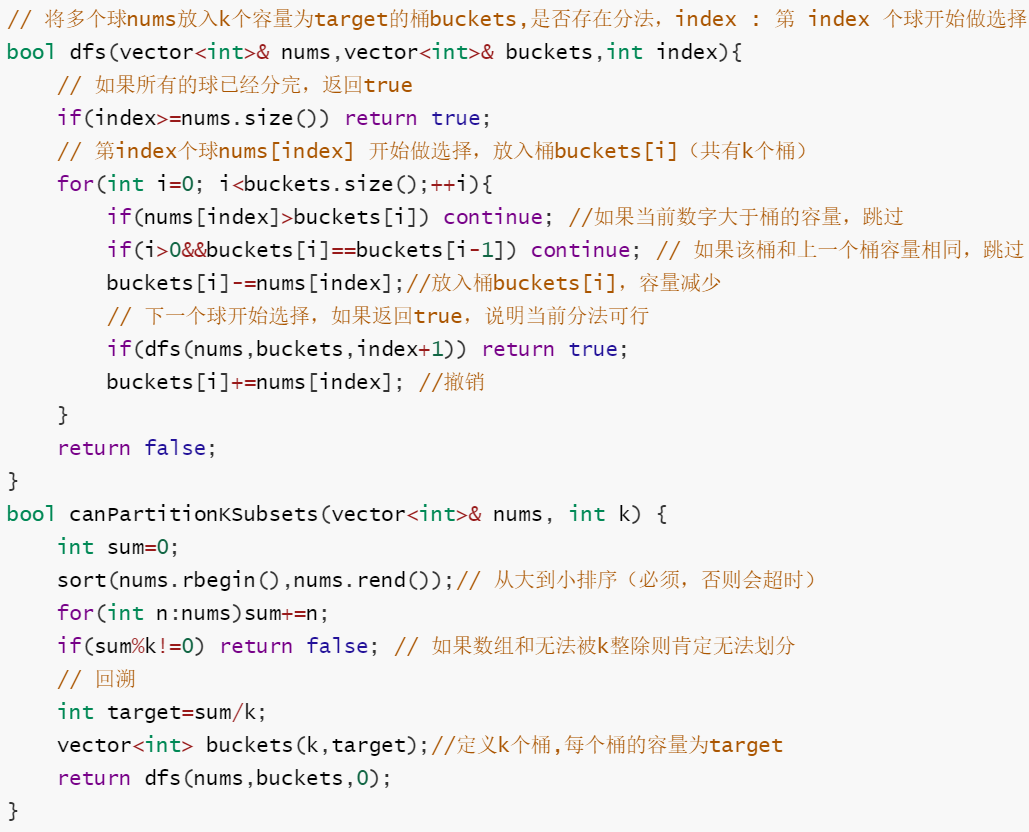 // 将多个球nums放入k个容量为target的桶buckets,是否存在分法，index : 第 index 个球开始做选择
bool dfs(vector<int>& nums,vector<int>& buckets,int index){
    // 如果所有的球已经分完，返回true
    if(index>=nums.size()) return true;
    // 第index个球nums[index] 开始做选择，放入桶buckets[i]（共有k个桶）
    for(int i=0; i<buckets.size();++i){
        if(nums[index]>buckets[i]) continue; //如果当前数字大于桶的容量，跳过
        if(i>0&&buckets[i]==buckets[i-1]) continue; // 如果该桶和上一个桶容量相同，跳过
        buckets[i]-=nums[index];//放入桶buckets[i]，容量减少
        // 下一个球开始选择，如果返回true，说明当前分法可行
        if(dfs(nums,buckets,index+1)) return true;
        buckets[i]+=nums[index]; //撤销
    }
    return false;
}
bool canPartitionKSubsets(vector<int>& nums, int k) {
    int sum=0;
    sort(nums.rbegin(),nums.rend());// 从大到小排序（必须，否则会超时）
    for(int n:nums)sum+=n;
    if(sum%k!=0) return false; // 如果数组和无法被k整除则肯定无法划分
    // 回溯
    int target=sum/k;
    vector<int> buckets(k,target);//定义k个桶,每个桶的容量为target
    return dfs(nums,buckets,0);
}